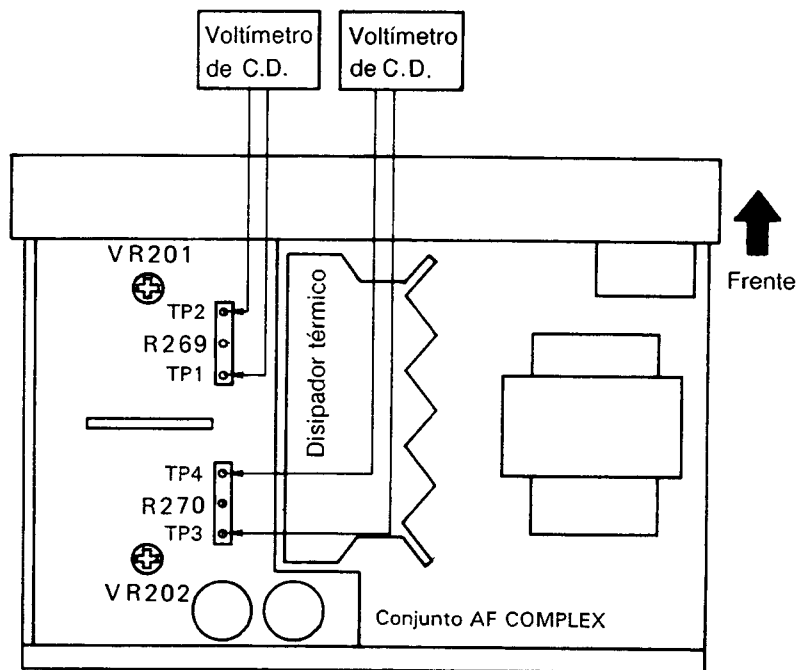 Voltímetro
de C.D.
Voltímetro
de C.D.
Frente
VR201
TP2
R269
TP1
Disipador térmico
TP4
R270
TP3
VR202
Conjunto AF COMPLEX